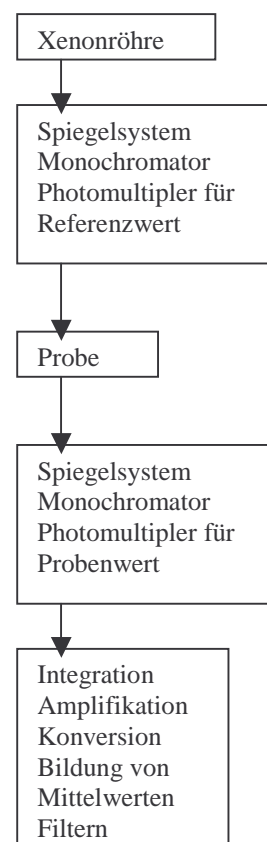 Xenonröhre
Spiegelsystem
Monochromator
Photomultipler für
Referenzwert
Probe
Spiegelsystem
Monochromator
Photomultipler für
Probenwert
Integration
Amplifikation
Konversion
Bildung von
Mittelwerten
Filtern